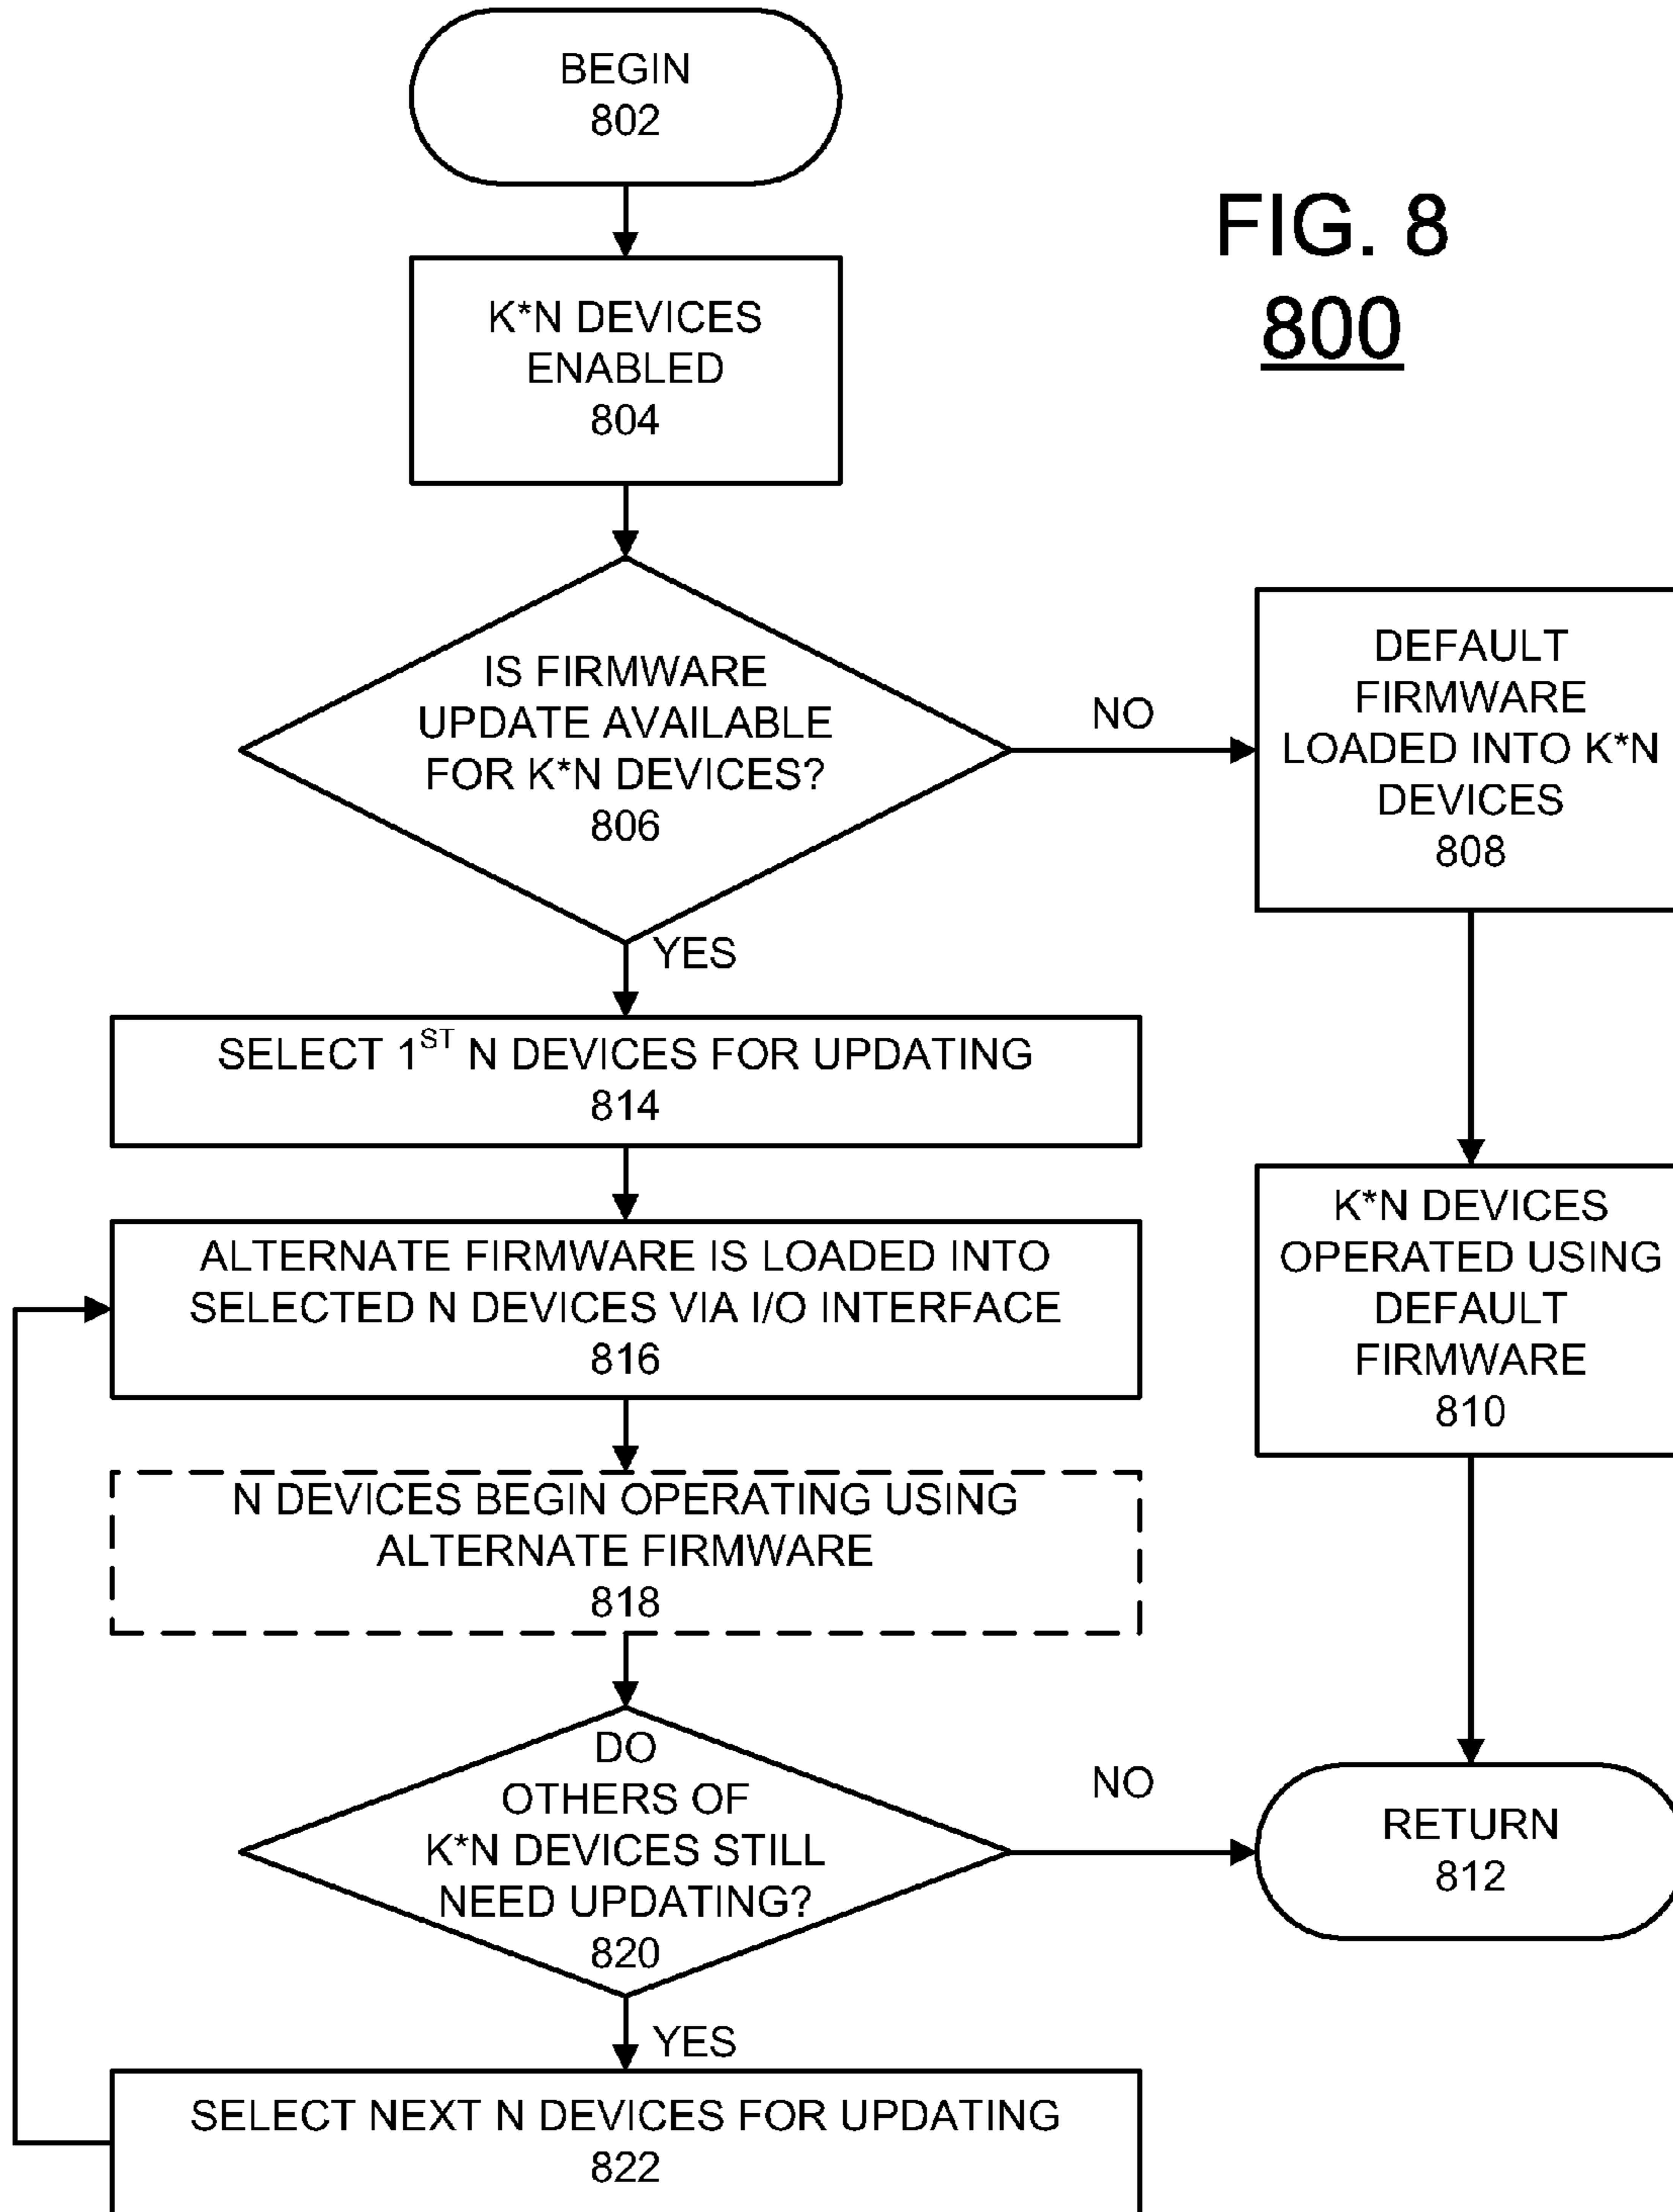 BEGIN
802
FIG. 8
800
K*N DEVICES
ENABLED
804
IS FIRMWARE
UPDATE AVAILABLE
FOR K*N DEVICES?
806
NO
DEFAULT
FIRMWARE
LOADED INTO K*N
DEVICES
808
YES
SELECT 1ST N DEVICES FOR UPDATING
814
ALTERNATE FIRMWARE IS LOADED INTO
SELECTED N DEVICES VIA I/O INTERFACE
816
K*N DEVICES
OPERATED USING
DEFAULT
FIRMWARE
810
N DEVICES BEGIN OPERATING USING
ALTERNATE FIRMWARE
818
DO
OTHERS OF
K*N DEVICES STILL
NEED UPDATING?
820
NO
RETURN
812
YES
SELECT NEXT N DEVICES FOR UPDATING
822